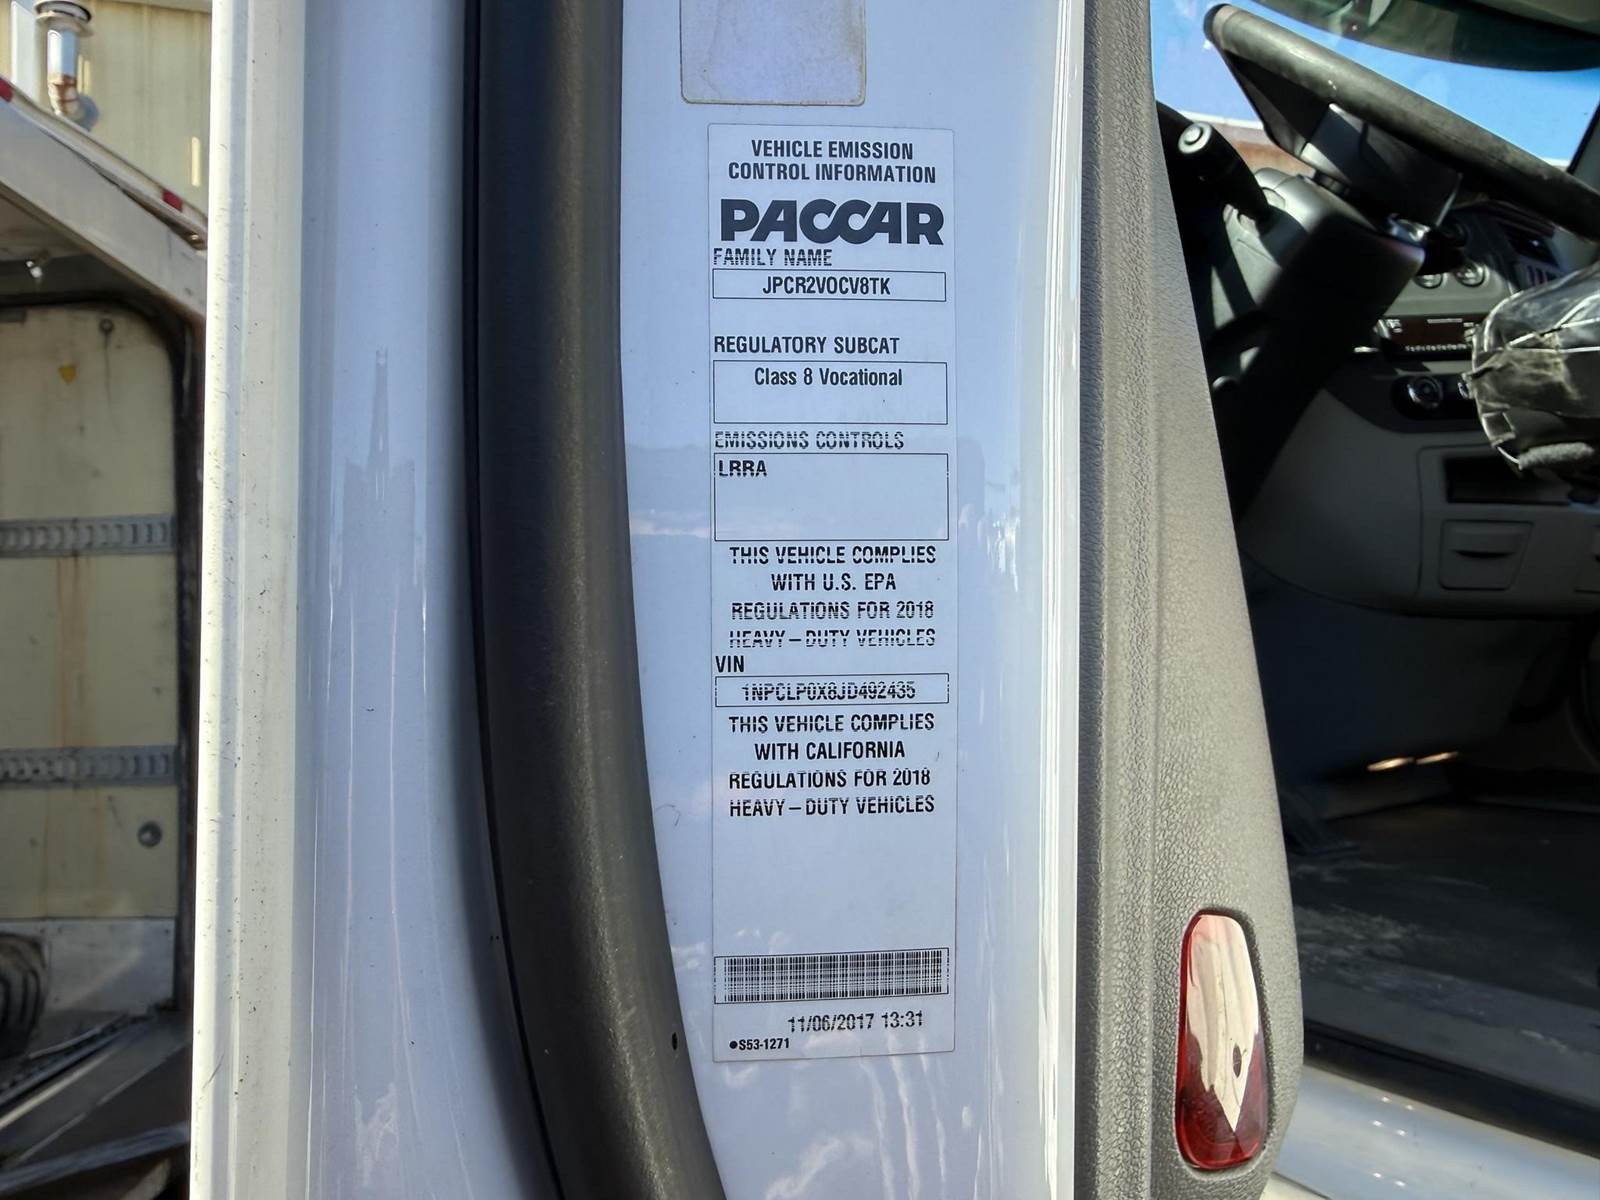 VEHICLE EMISSION
CONTROL INFORMATION
PACCAR
FAMILY NAME
JPCR2VOCV8TK
REGULATORY SUBCAT
Class 8 Vocational
EMISSIONS CONTROLS
LRRA
THIS VEHICLE COMPLIES
WITH U.S. EPA
REGULATIONS FOR 2018
HEAVY-DUTY VEHICLES
VIN
1NPCLP0X8JD492435
THIS VEHICLE COMPLIES
WITH CALIFORNIA
REGULATIONS FOR 2018
HEAVY-DUTY VEHICLES
11/06/2017 13:31
●S53-1271